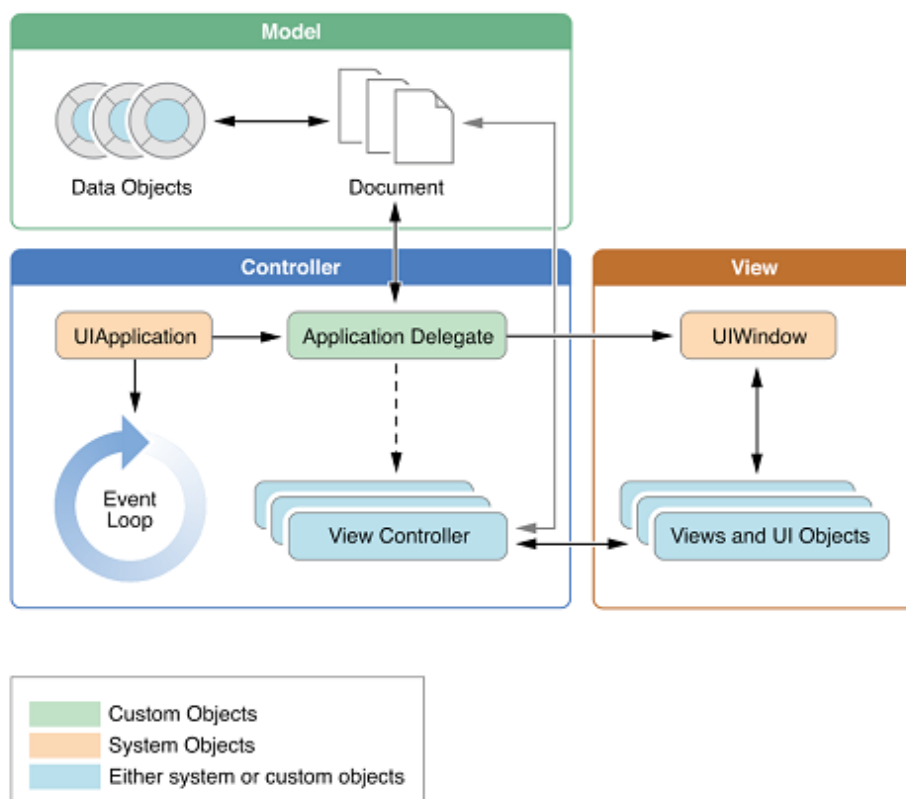 Model
Data Objects
Document
Controller
View
UIApplication
Application Delegate
UIWindow
Event
Loop
View Controller
Views and UI Objects
Custom Objects
System Objects
Either system or custom objects